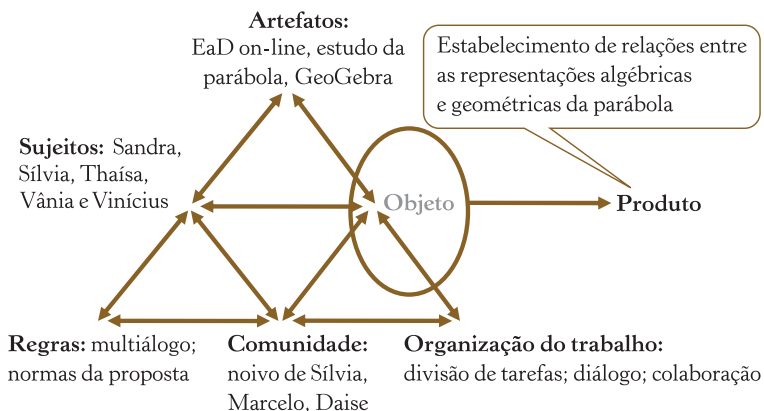 Artefatos:
EaD on-line, estudo da
parábola, GeoGebra
Estabelecimento de relações entre
as representações algébricas
e geométricas da parábola
Sujeitos: Sandra,
Sílvia, Thaísa,
Vânia e Vinícius
Objeto
Produto
Regras: multiálogo;
normas da proposta
Comunidade:
noivo de Sílvia,
Marcelo, Daise
Organização do trabalho:
divisão de tarefas; diálogo; colaboração